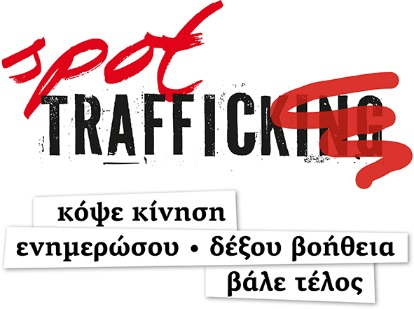 spot
TRAFFICKING
κόψε κίνηση
ενημερώσου • δέξου βοήθεια
βάλε τέλος